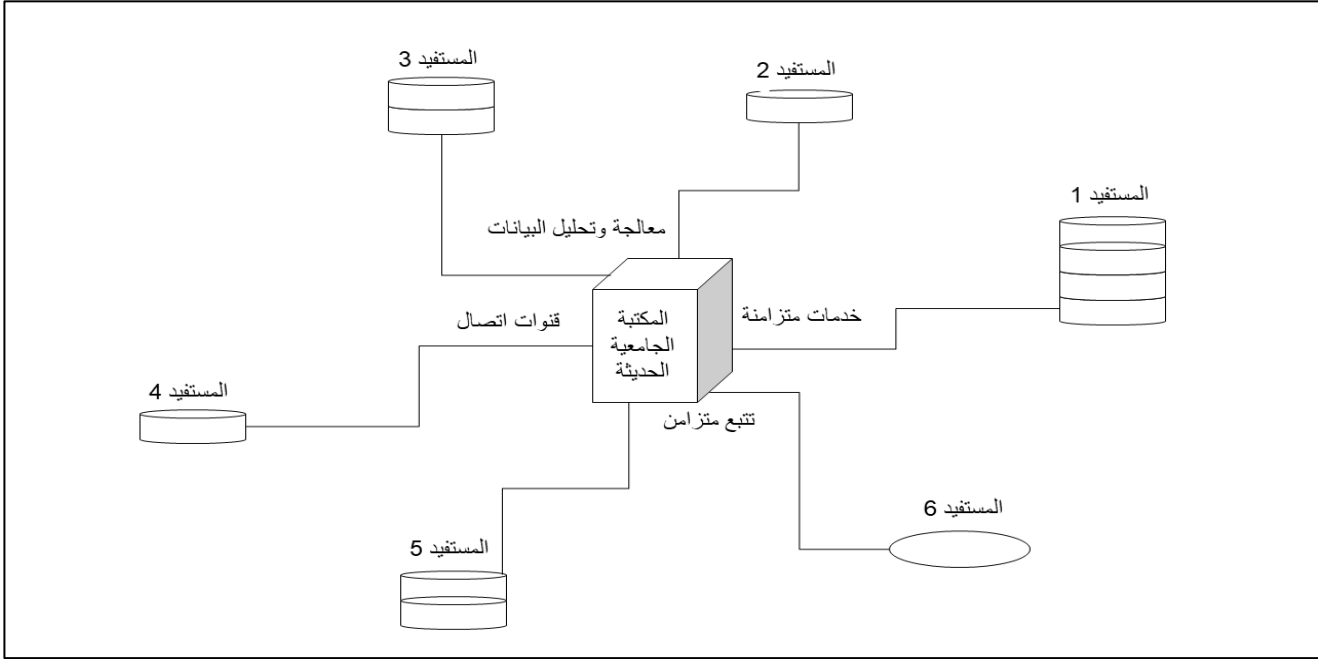 المستفيد 3
المستفيد 2
المستفيد 1
معالجة وتحليل البيانات
قنوات اتصال
المكتبة
الجامعية
الحديثة
خدمات متزامنة
المستفيد 4
تتبع متزامن
المستفيد 6
المستفيد 5